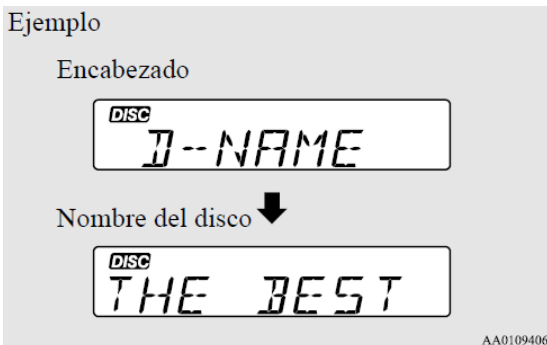 Ejemplo
Encabezado
DISC
D--NAME
Nombre del disco
DISC
THE BEST
AA0109406